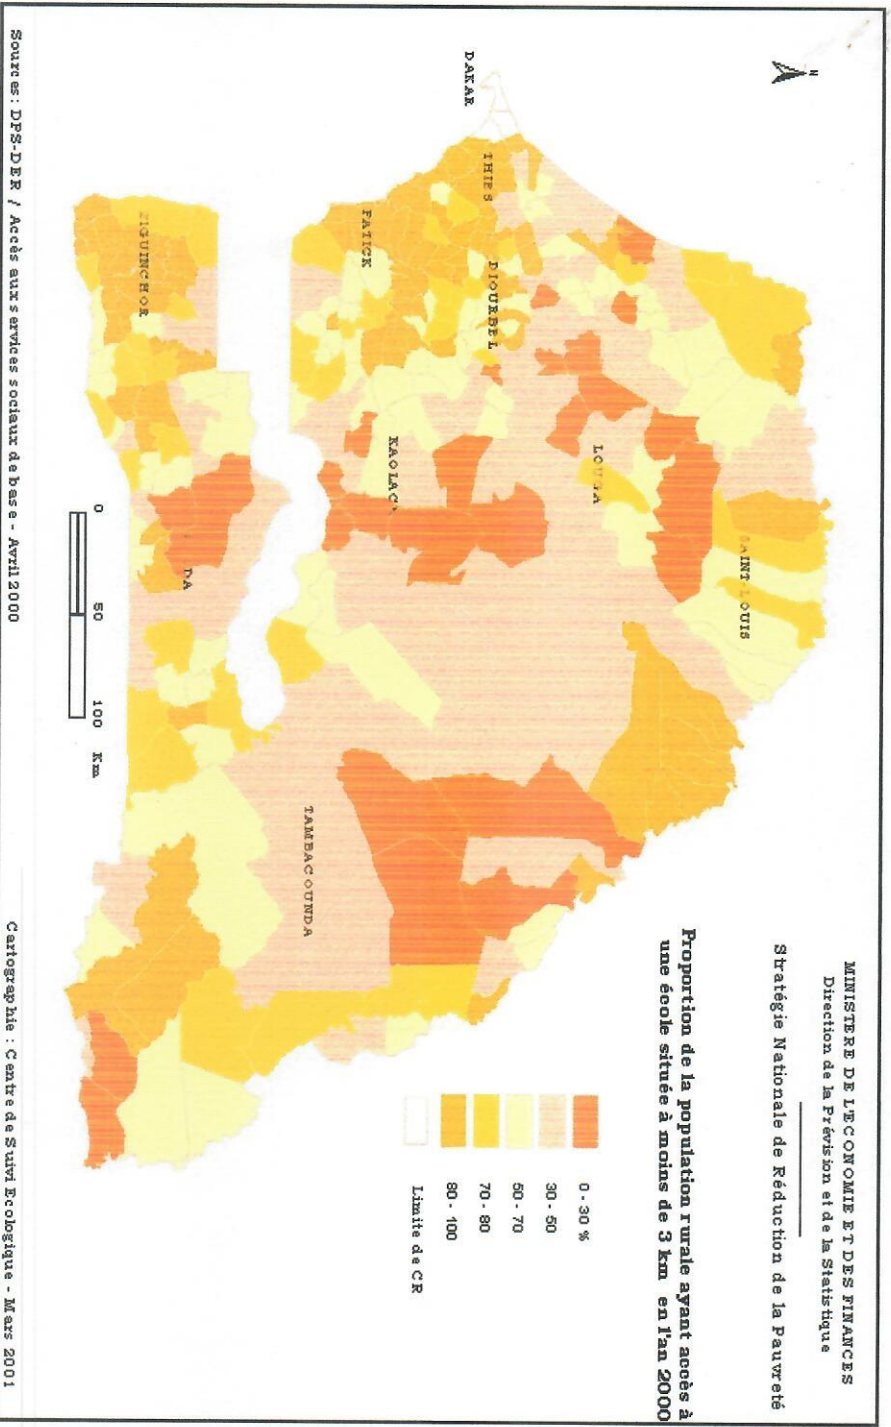 MINISTERE DE L'ECONOMIE ET DES FINANCES
Direction de la Prévision et de la Statistique
Stratégie Nationale de Réduction de la Pauvreté
Proportion de la population rurale ayant accès à
une école située à moins de 3 km en l'an 2000
N
DAKAR
THIES
DIOURBEL
FATICK
LOUGA
SAINT-LOUIS
KAOLACK
ZIGUINCHOR
DA
TAMBACOUNDA
0 - 30 %
30 - 50
50 - 70
70 - 80
80 - 100
Limite de CR
0 50 100 Km
Sources: DPS-DER / Accès aux services sociaux de base - Avril 2000
Cartographie : Centre de Suivi Ecologique - Mars 2001